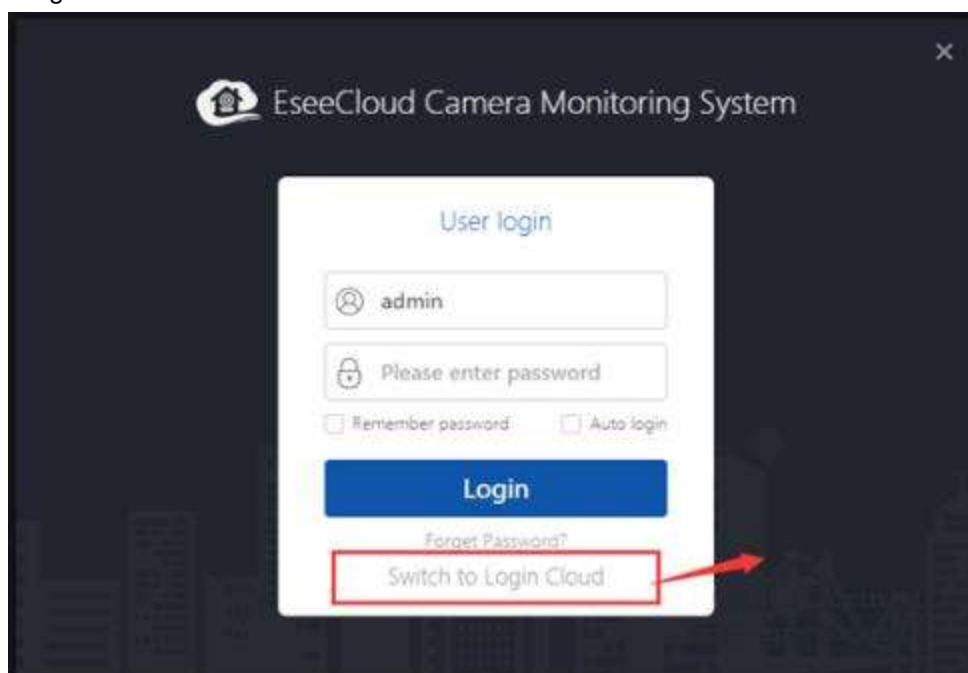 EseeCloud Camera Monitoring System
User login
admin
Please enter password
Remember password Auto login
Login
Forget Password?
Switch to Login Cloud